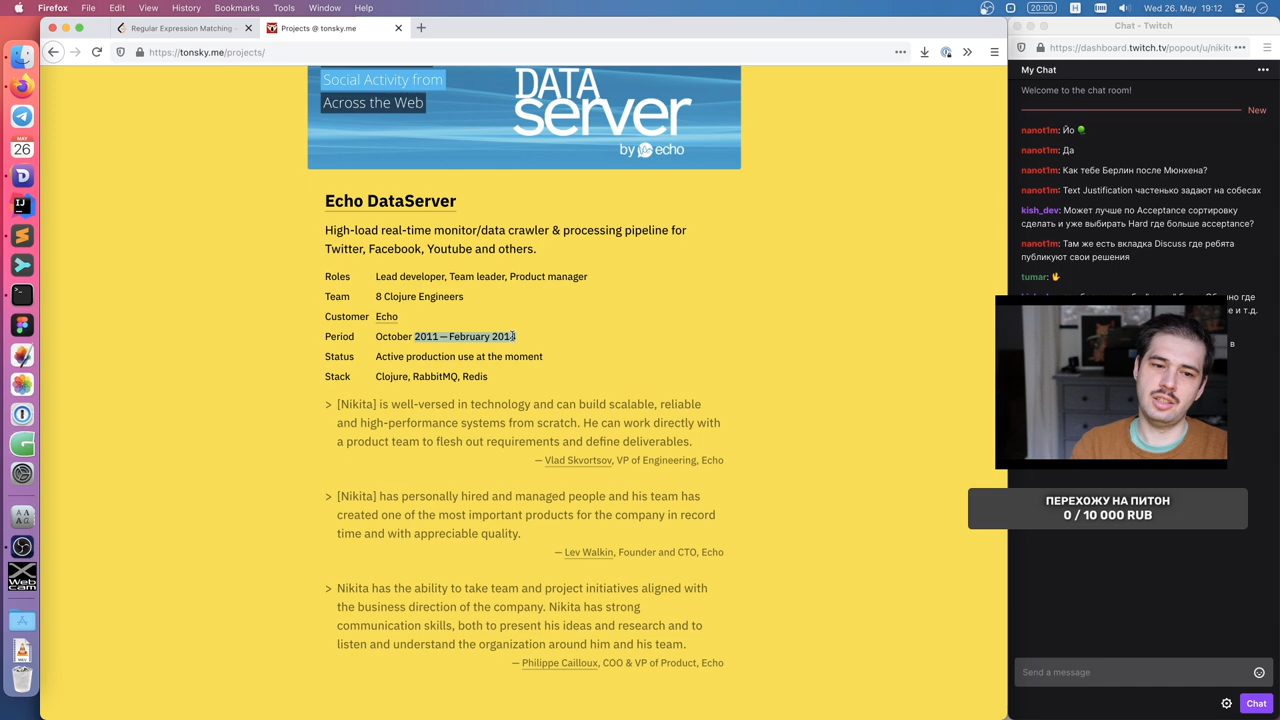 Firefox File Edit View History Bookmarks Tools Window Help
20:00
Wed 26. May 19:12
Regular Expression Matching -
Projects @ tonsky.me
https://tonsky.me/projects/
Social Activity from
Across the Web
DATA
server
by echo
Echo DataServer
High-load real-time monitor/data crawler & processing pipeline for
Twitter, Facebook, Youtube and others.
Roles Lead developer, Team leader, Product manager
Team 8 Clojure Engineers
Customer Echo
Period October 2011 — February 201
Status Active production use at the moment
Stack Clojure, RabbitMQ, Redis
> [Nikita] is well-versed in technology and can build scalable, reliable
and high-performance systems from scratch. He can work directly with
a product team to flesh out requirements and define deliverables.
— Vlad Skvortsov, VP of Engineering, Echo
> [Nikita] has personally hired and managed people and his team has
created one of the most important products for the company in record
time and with appreciable quality.
— Lev Walkin, Founder and CTO, Echo
> Nikita has the ability to take team and project initiatives aligned with
the business direction of the company. Nikita has strong
communication skills, both to present his ideas and research and to
listen and understand the organization around him and his team.
— Philippe Cailloux, COO & VP of Product, Echo
Chat - Twitch
https://dashboard.twitch.tv/popout/u/nikit
My Chat
Welcome to the chat room!
New
nanot1m: Йо
nanot1m: Да
nanot1m: Как тебе Берлин после Мюнхена?
nanot1m: Text Justification частенько задают на собесах
kish_dev: Может лучше по Acceptance сортировку
сделать и уже выбирать Hard где больше acceptance?
nanot1m: Там же есть вкладка Discuss где ребята
публикуют свои решения
tumar:
но где
е и т.д.
в
ПЕРЕХОЖУ НА ПИТОН
0 / 10 000 RUB
Send a message
Chat
MAY
26
IJ
Web
cam